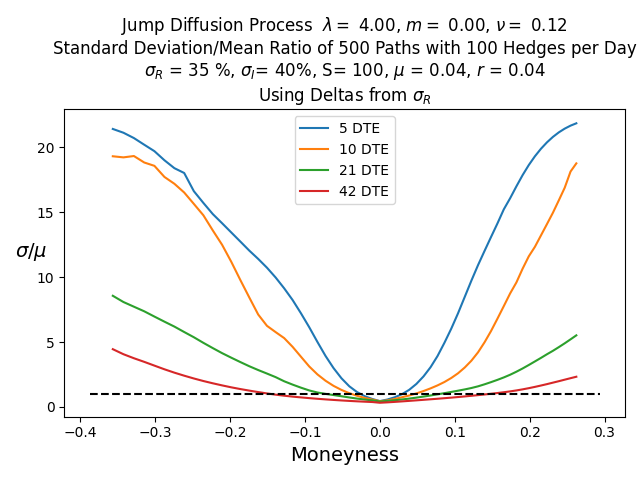 Jump Diffusion Process λ = 4.00, m = 0.00, ν = 0.12
Standard Deviation/Mean Ratio of 500 Paths with 100 Hedges per Day
σ_R = 35 %, σ_I= 40%, S= 100, μ = 0.04, r = 0.04
Using Deltas from σ_R
5 DTE
10 DTE
21 DTE
42 DTE
σ/μ
20
15
10
5
0
−0.4 −0.3 −0.2 −0.1 0.0 0.1 0.2 0.3
Moneyness